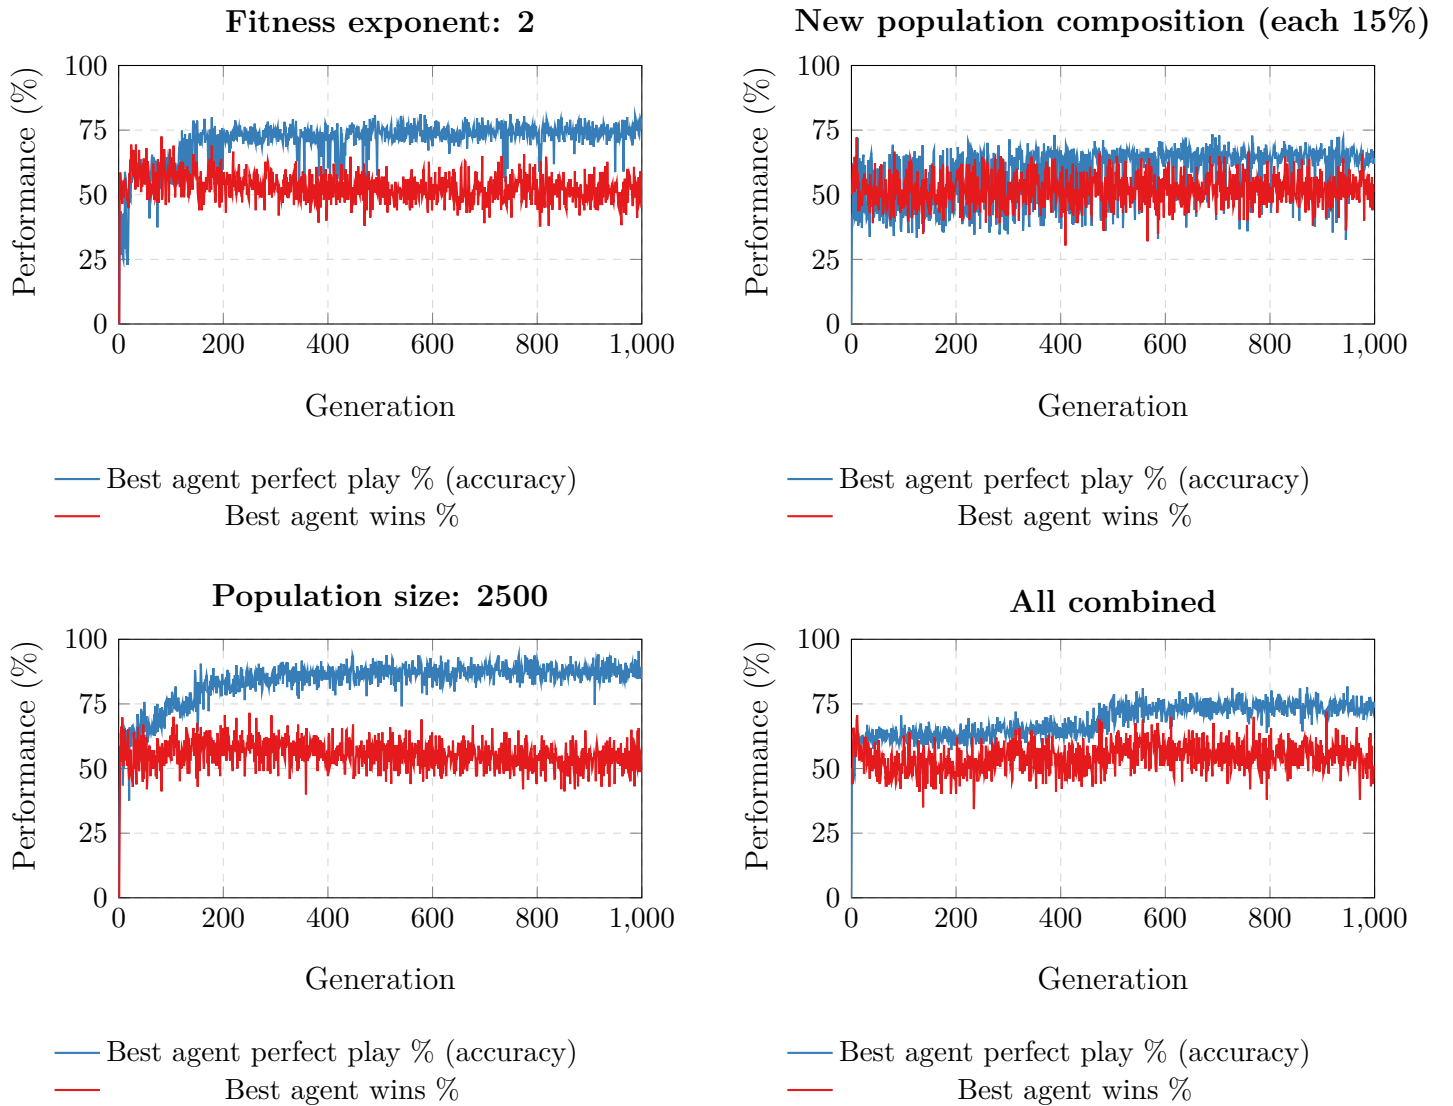 Fitness exponent: 2
Performance (%)
100
75
50
25
0
0 200 400 600 800 1,000
Generation
Best agent perfect play % (accuracy)
Best agent wins %
New population composition (each 15%)
Performance (%)
100
75
50
25
0
0 200 400 600 800 1,000
Generation
Best agent perfect play % (accuracy)
Best agent wins %
Population size: 2500
Performance (%)
100
75
50
25
0
0 200 400 600 800 1,000
Generation
Best agent perfect play % (accuracy)
Best agent wins %
All combined
Performance (%)
100
75
50
25
0
0 200 400 600 800 1,000
Generation
Best agent perfect play % (accuracy)
Best agent wins %